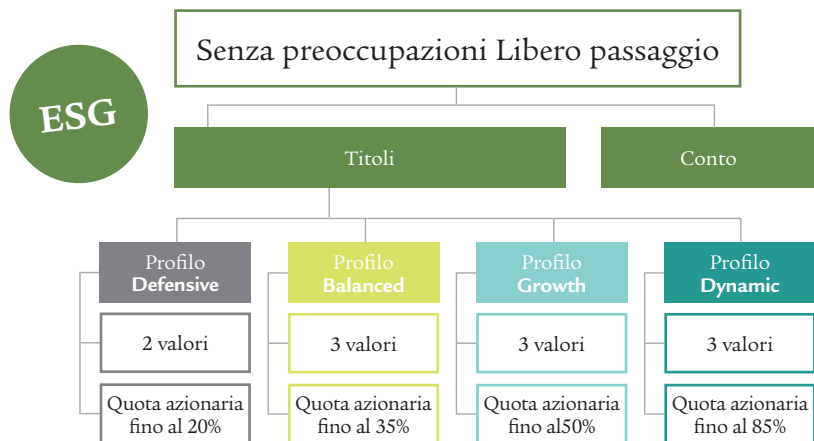 Senza preoccupazioni Libero passaggio
ESG
Titoli
Conto
Profilo
Defensive
Profilo
Balanced
Profilo
Growth
Profilo
Dynamic
2 valori
3 valori
3 valori
3 valori
Quota azionaria
fino al 20%
Quota azionaria
fino al 35%
Quota azionaria
fino al50%
Quota azionaria
fino al 85%